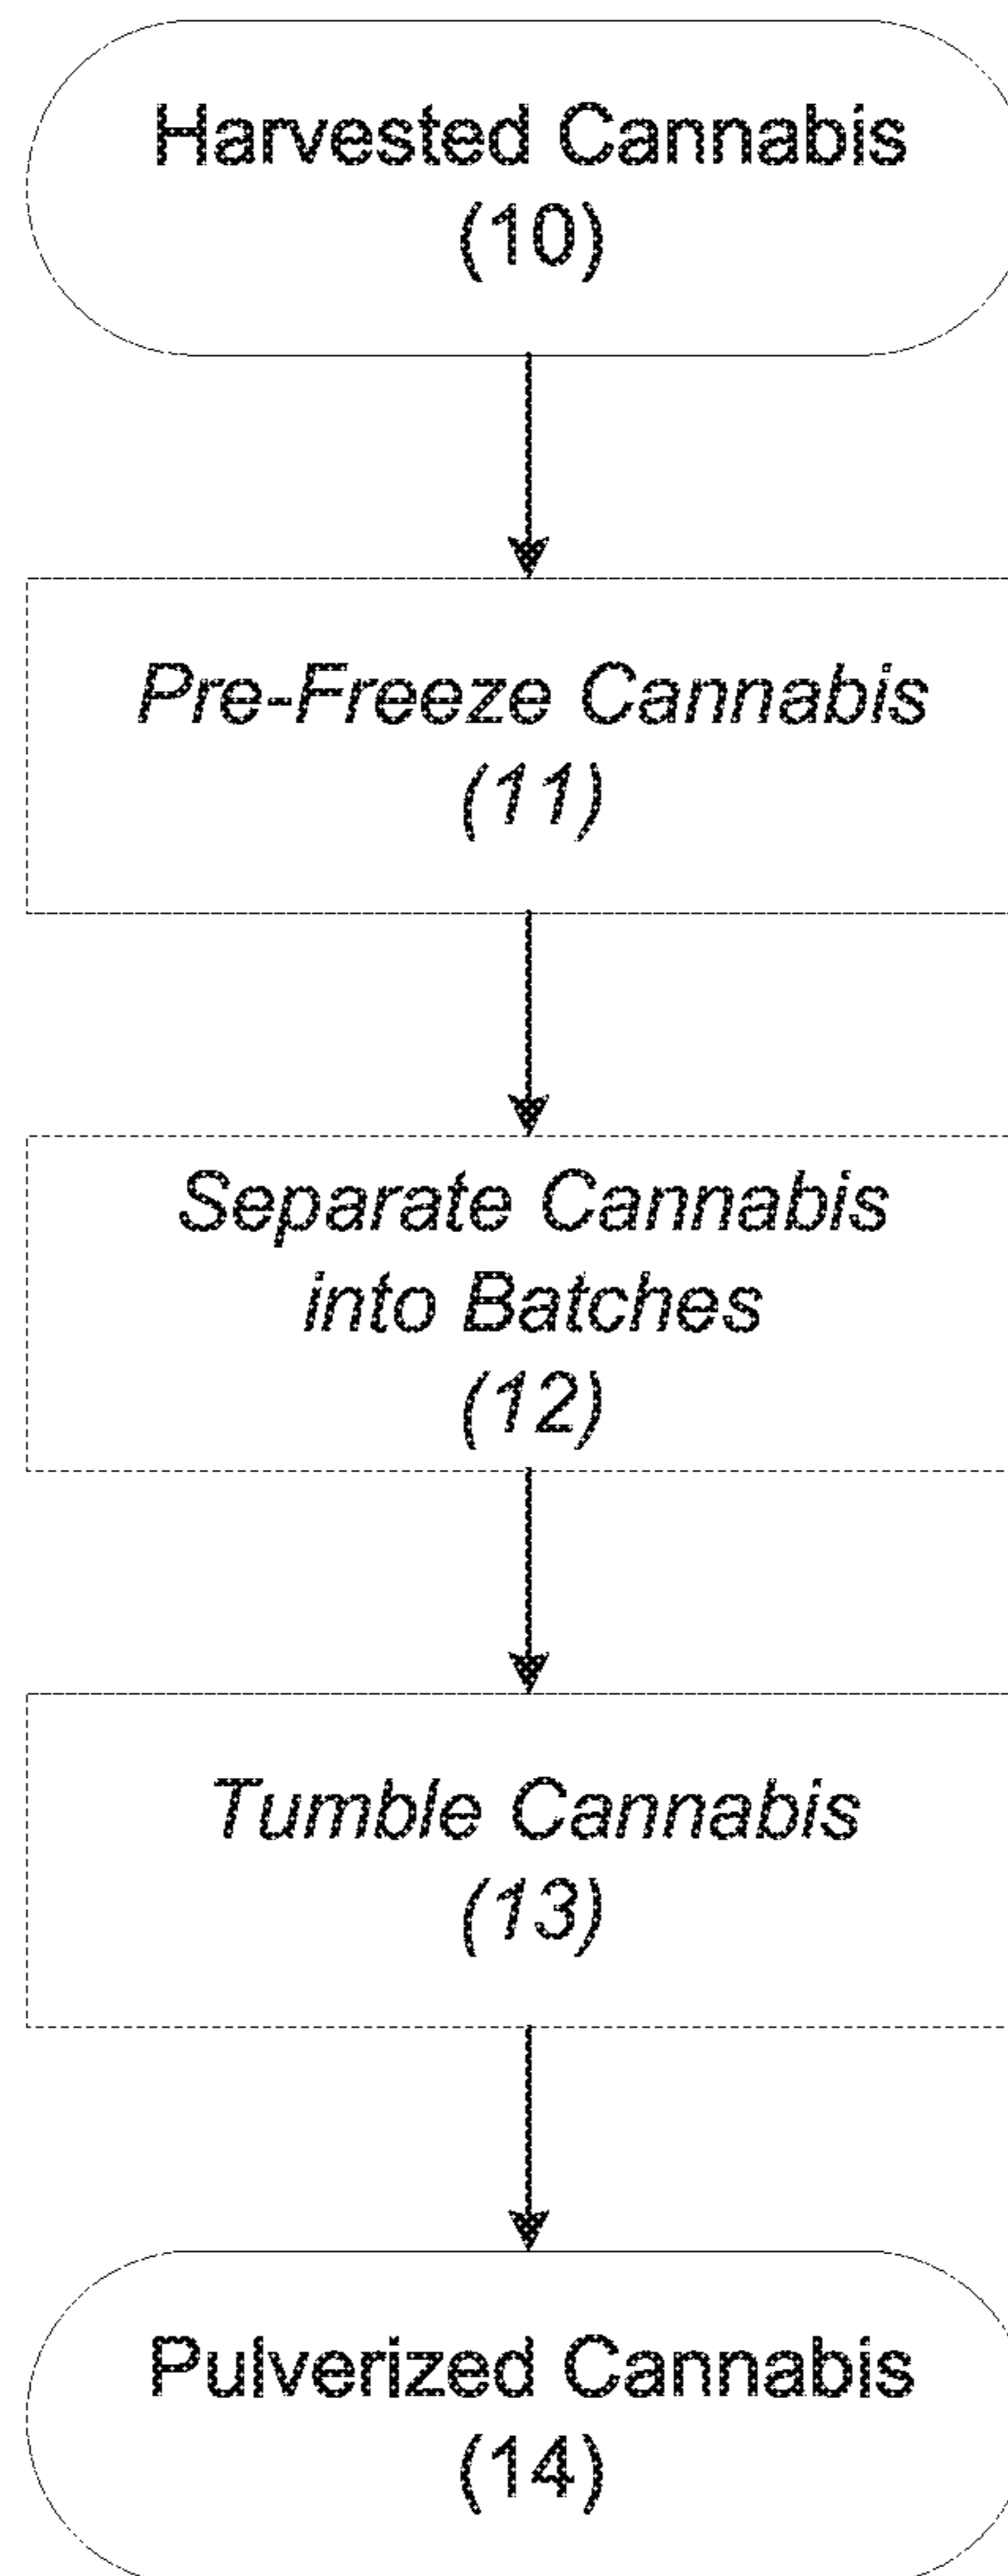 Harvested Cannabis
(10)
Pre-Freeze Cannabis
(11)
Separate Cannabis
into Batches
(12)
Tumble Cannabis
(13)
Pulverized Cannabis
(14)